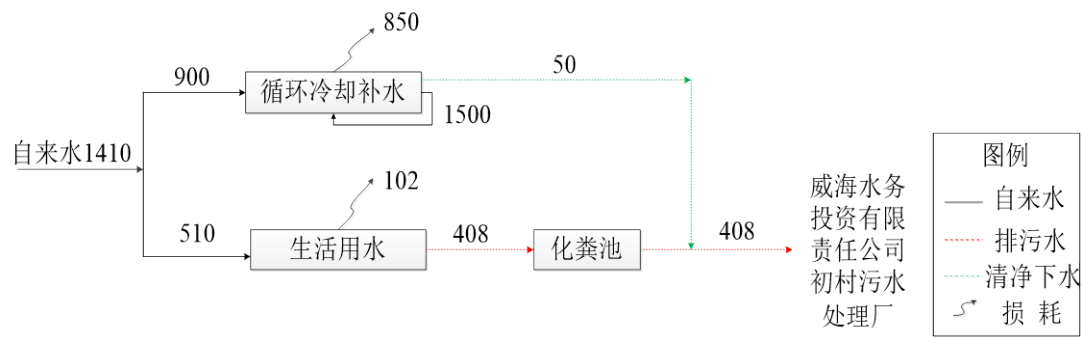 850
900
循环冷却补水
50
1500
自来水1410
102
510
生活用水
408
化粪池
408
威海水务
投资有限
责任公司
初村污水
处理厂
图例
自来水
排污水
清净下水
损 耗